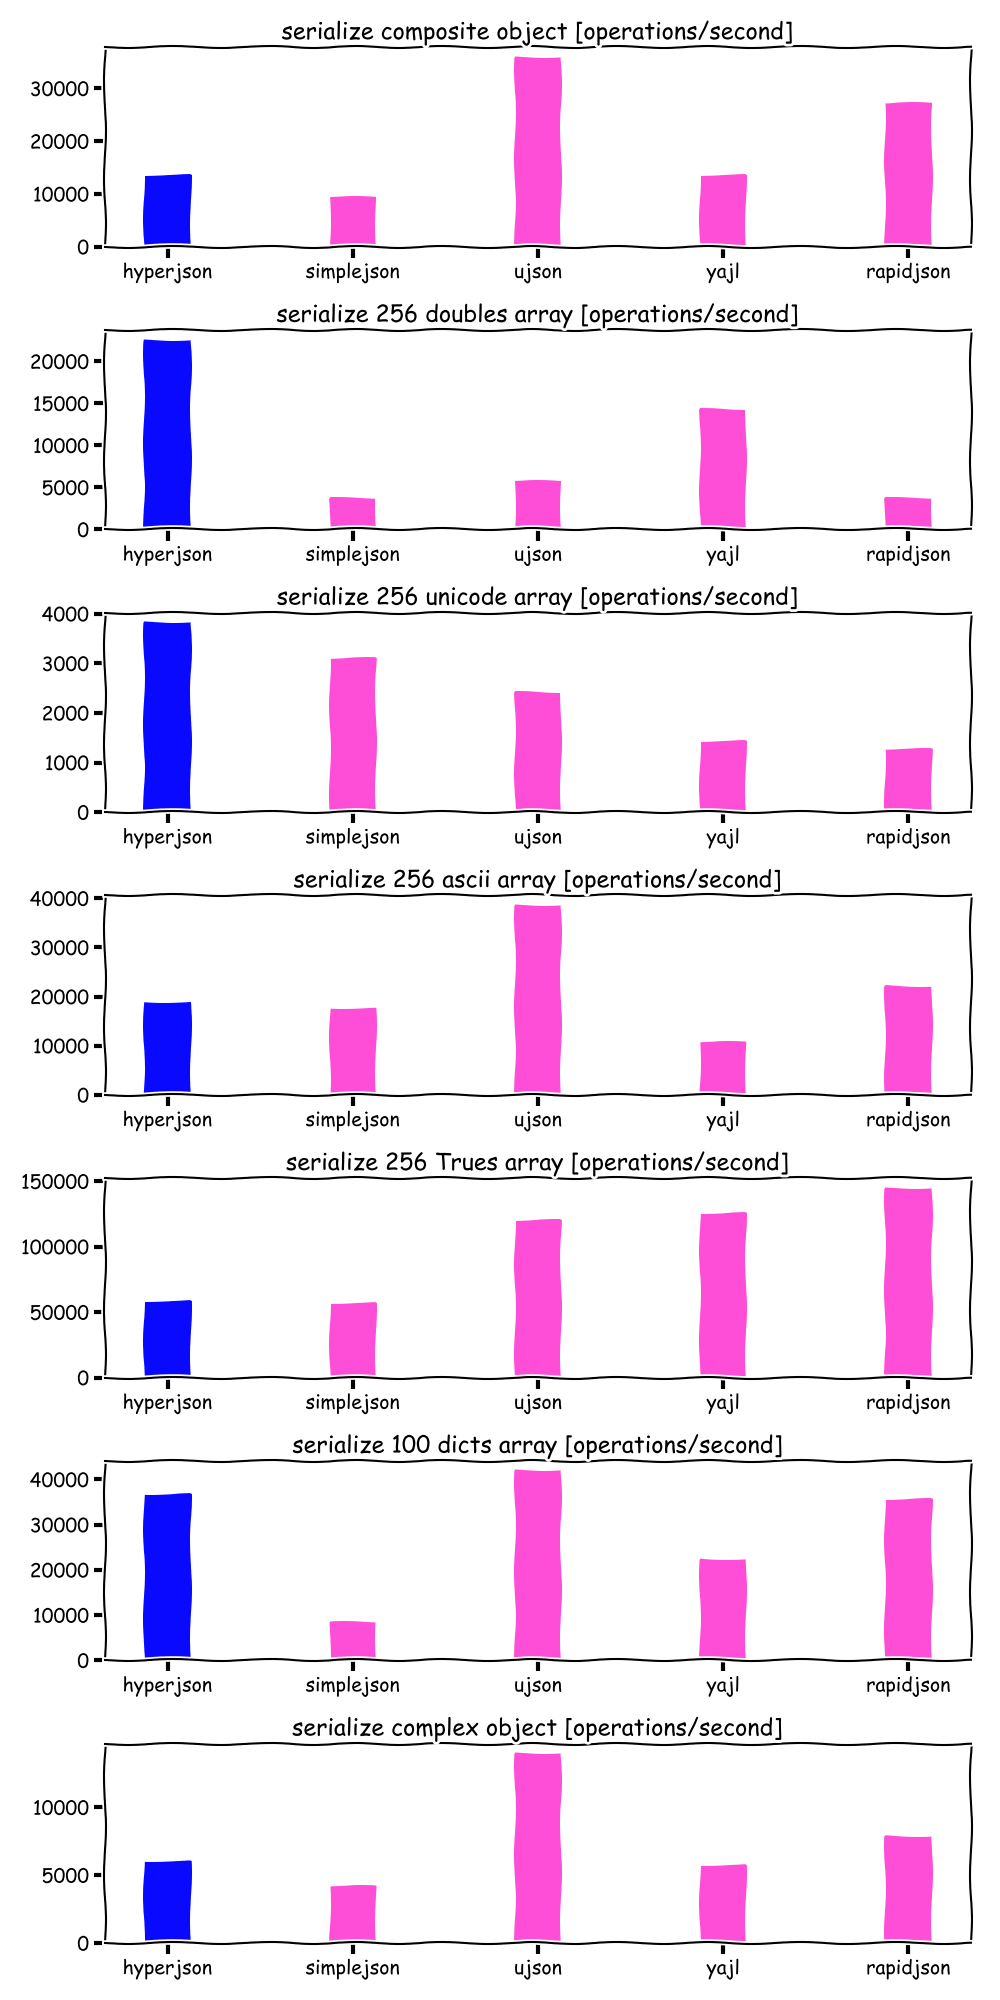 serialize composite object [operations/second]
30000
20000
10000
0
hyperjson simplejson ujson yajl rapidjson
serialize 256 doubles array [operations/second]
20000
15000
10000
5000
0
hyperjson simplejson ujson yajl rapidjson
serialize 256 unicode array [operations/second]
4000
3000
2000
1000
0
hyperjson simplejson ujson yajl rapidjson
serialize 256 ascii array [operations/second]
40000
30000
20000
10000
0
hyperjson simplejson ujson yajl rapidjson
serialize 256 Trues array [operations/second]
150000
100000
50000
0
hyperjson simplejson ujson yajl rapidjson
serialize 100 dicts array [operations/second]
40000
30000
20000
10000
0
hyperjson simplejson ujson yajl rapidjson
serialize complex object [operations/second]
10000
5000
0
hyperjson simplejson ujson yajl rapidjson